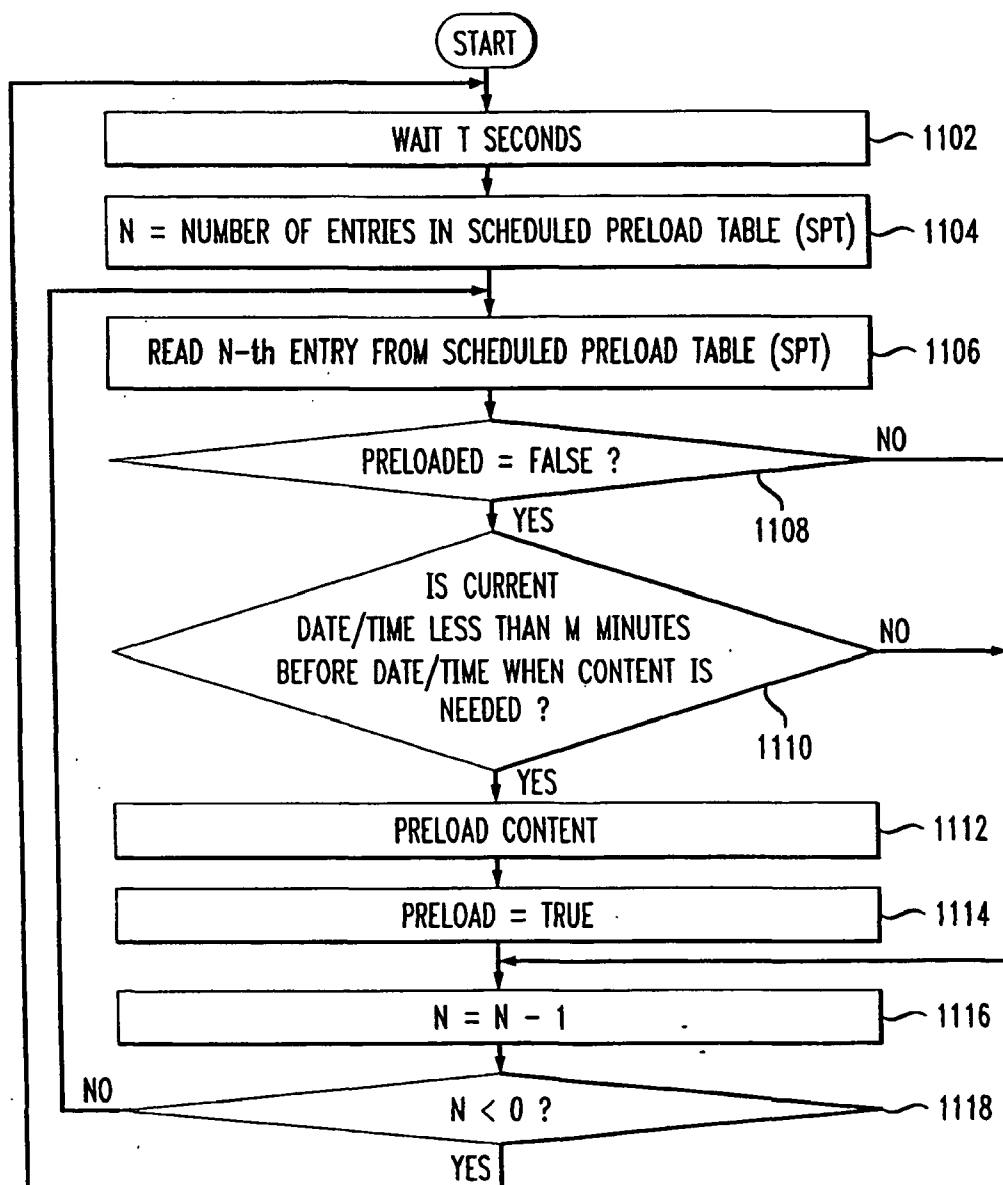 START
WAIT T SECONDS
1102
N = NUMBER OF ENTRIES IN SCHEDULED PRELOAD TABLE (SPT)
1104
READ N-th ENTRY FROM SCHEDULED PRELOAD TABLE (SPT)
1106
PRELOADED = FALSE ?
NO
1108
YES
IS CURRENT
DATE/TIME LESS THAN M MINUTES
BEFORE DATE/TIME WHEN CONTENT IS
NEEDED ?
NO
1110
YES
PRELOAD CONTENT
1112
PRELOAD = TRUE
1114
N = N - 1
1116
NO
N < 0 ?
1118
YES